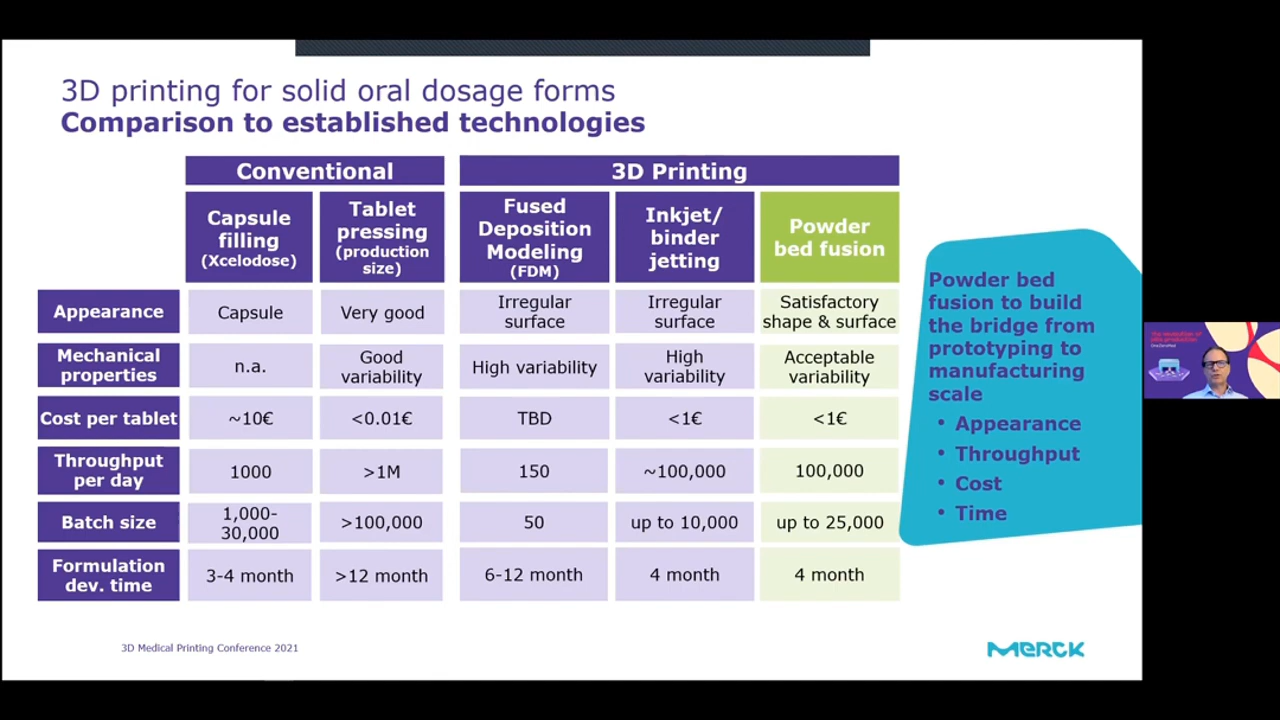 3D printing for solid oral dosage forms
Comparison to established technologies
Conventional
3D Printing
Capsule
filling
(Xcelodose)
Tablet
pressing
(production
size)
Fused
Deposition
Modeling
(FDM)
Inkjet/
binder
jetting
Powder
bed fusion
Appearance
Capsule
Very good
Irregular
surface
Irregular
surface
Satisfactory
shape & surface
Mechanical
properties
n.a.
Good
variability
High variability
High
variability
Acceptable
variability
Cost per tablet
~10€
<0.01€
TBD
<1€
<1€
Throughput
per day
1000
>1M
150
~100,000
100,000
Batch size
1,000-
30,000
>100,000
50
up to 10,000
up to 25,000
Formulation
dev. time
3-4 month
>12 month
6-12 month
4 month
4 month
Powder bed
fusion to build
the bridge from
prototyping to
manufacturing
scale
• Appearance
• Throughput
• Cost
• Time
3D Medical Printing Conference 2021
MERCK